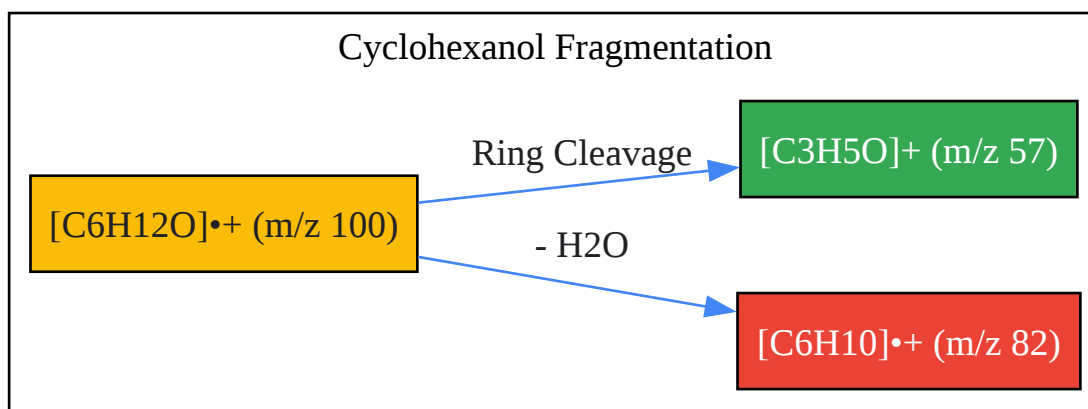 Cyclohexanol Fragmentation
Ring Cleavage
[C3H5O]+ (m/z 57)
[C6H12O]•+ (m/z 100)
- H2O
[C6H10]•+ (m/z 82)